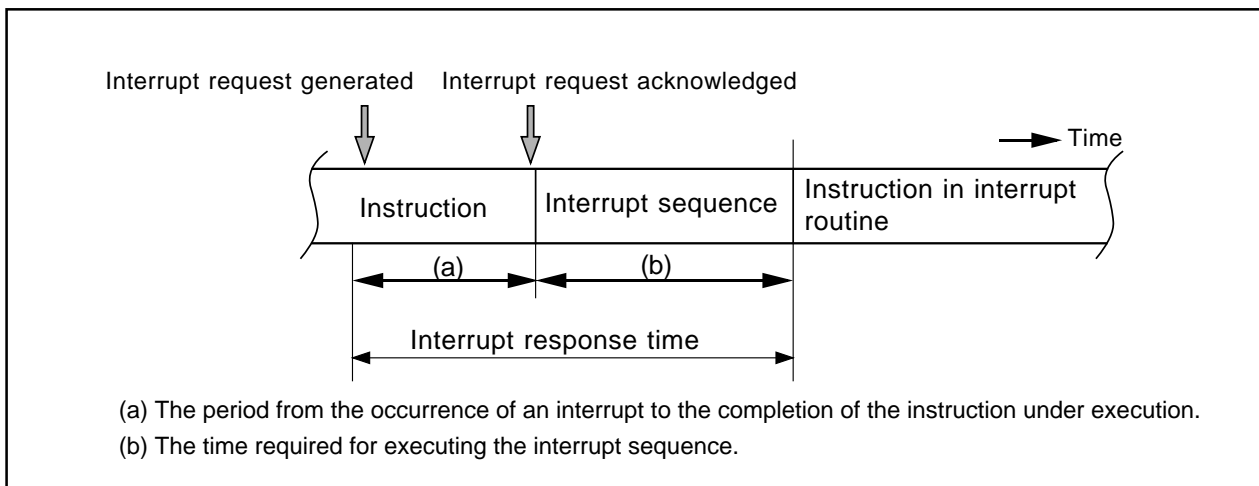 Interrupt request generated
Interrupt request acknowledged
Time
Instruction
Interrupt sequence
Instruction in interrupt
routine
(a)
(b)
Interrupt response time
(a) The period from the occurrence of an interrupt to the completion of the instruction under execution.
(b) The time required for executing the interrupt sequence.